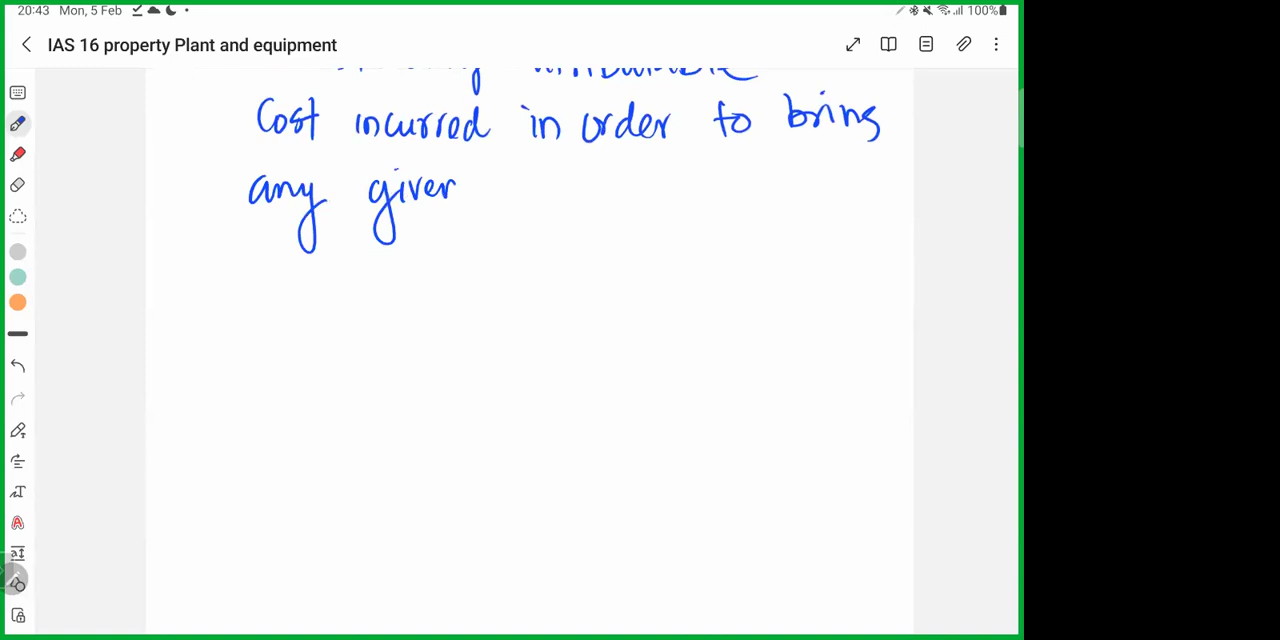 20:43 Mon, 5 Feb 100%
IAS 16 property Plant and equipment
Cost incurred in order to bring
any given